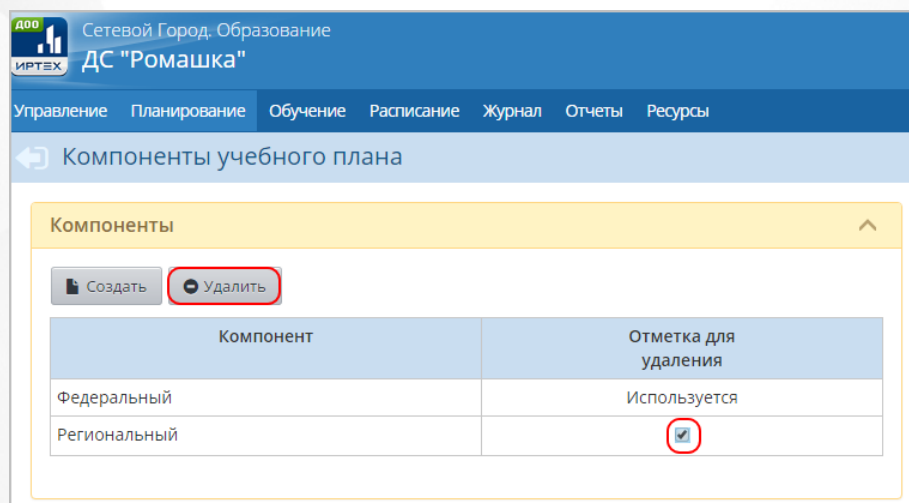 ДОО
ИРТЕХ
Сетевой Город. Образование
ДС "Ромашка"
Управление Планирование Обучение Расписание Журнал Отчеты Ресурсы
Компоненты учебного плана
Компоненты
Создать Удалить
Компонент Отметка для
удаления
Федеральный Используется
Региональный